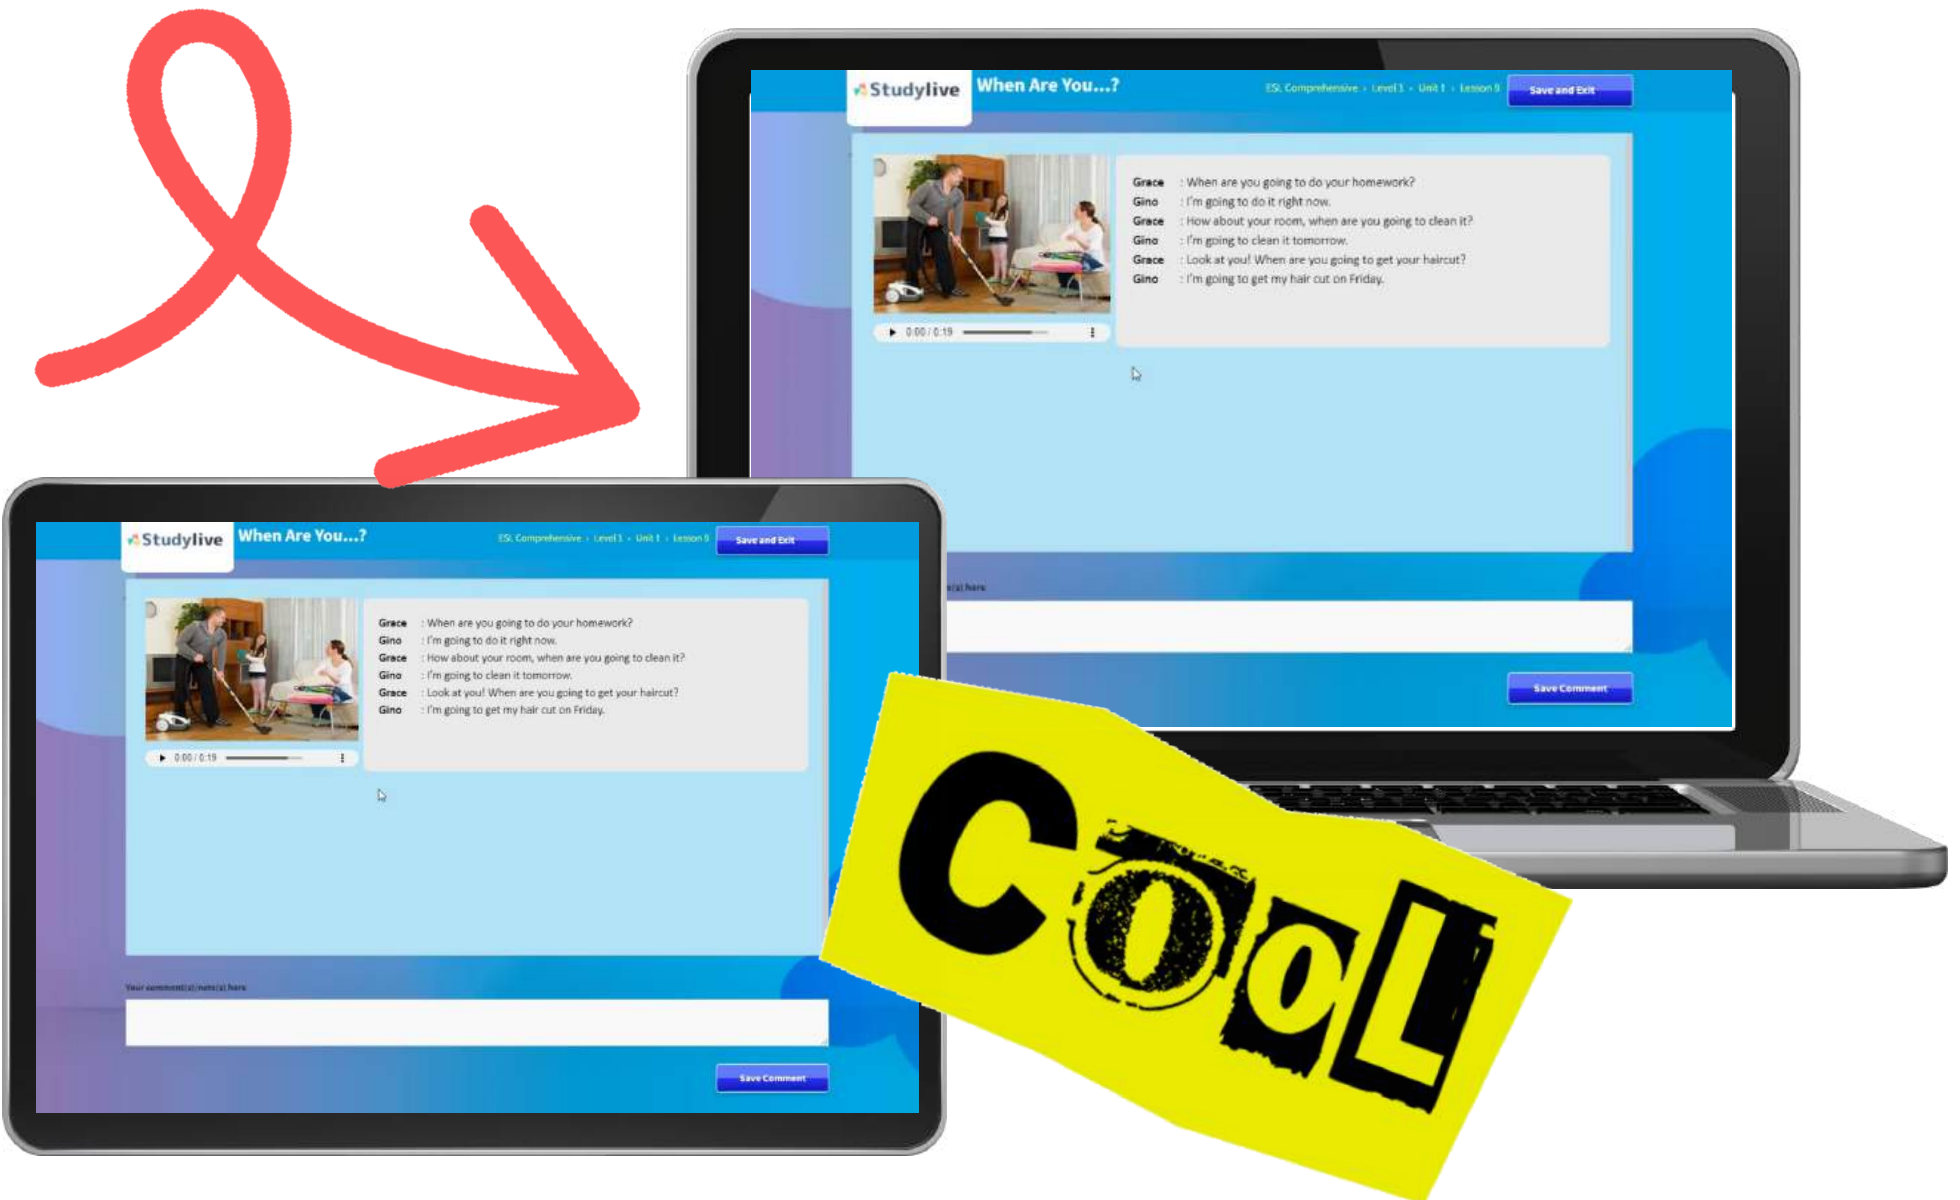 Studylive
When Are You...?
ESL Comprehensive › Level 1 › Unit 1 › Lesson 9
Save and Exit
Grace : When are you going to do your homework?
Gino : I'm going to do it right now.
Grace : How about your room, when are you going to clean it?
Gino : I'm going to clean it tomorrow.
Grace : Look at you! When are you going to get your haircut?
Gino : I'm going to get my hair cut on Friday.
0:00 / 0:19
here
Save Comment
Studylive
When Are You...?
ESL Comprehensive › Level 1 › Unit 1 › Lesson 9
Save and Exit
Grace : When are you going to do your homework?
Gino : I'm going to do it right now.
Grace : How about your room, when are you going to clean it?
Gino : I'm going to clean it tomorrow.
Grace : Look at you! When are you going to get your haircut?
Gino : I'm going to get my hair cut on Friday.
0:00 / 0:19
Your comment(s)/note(s) here
Save Comment
CooL